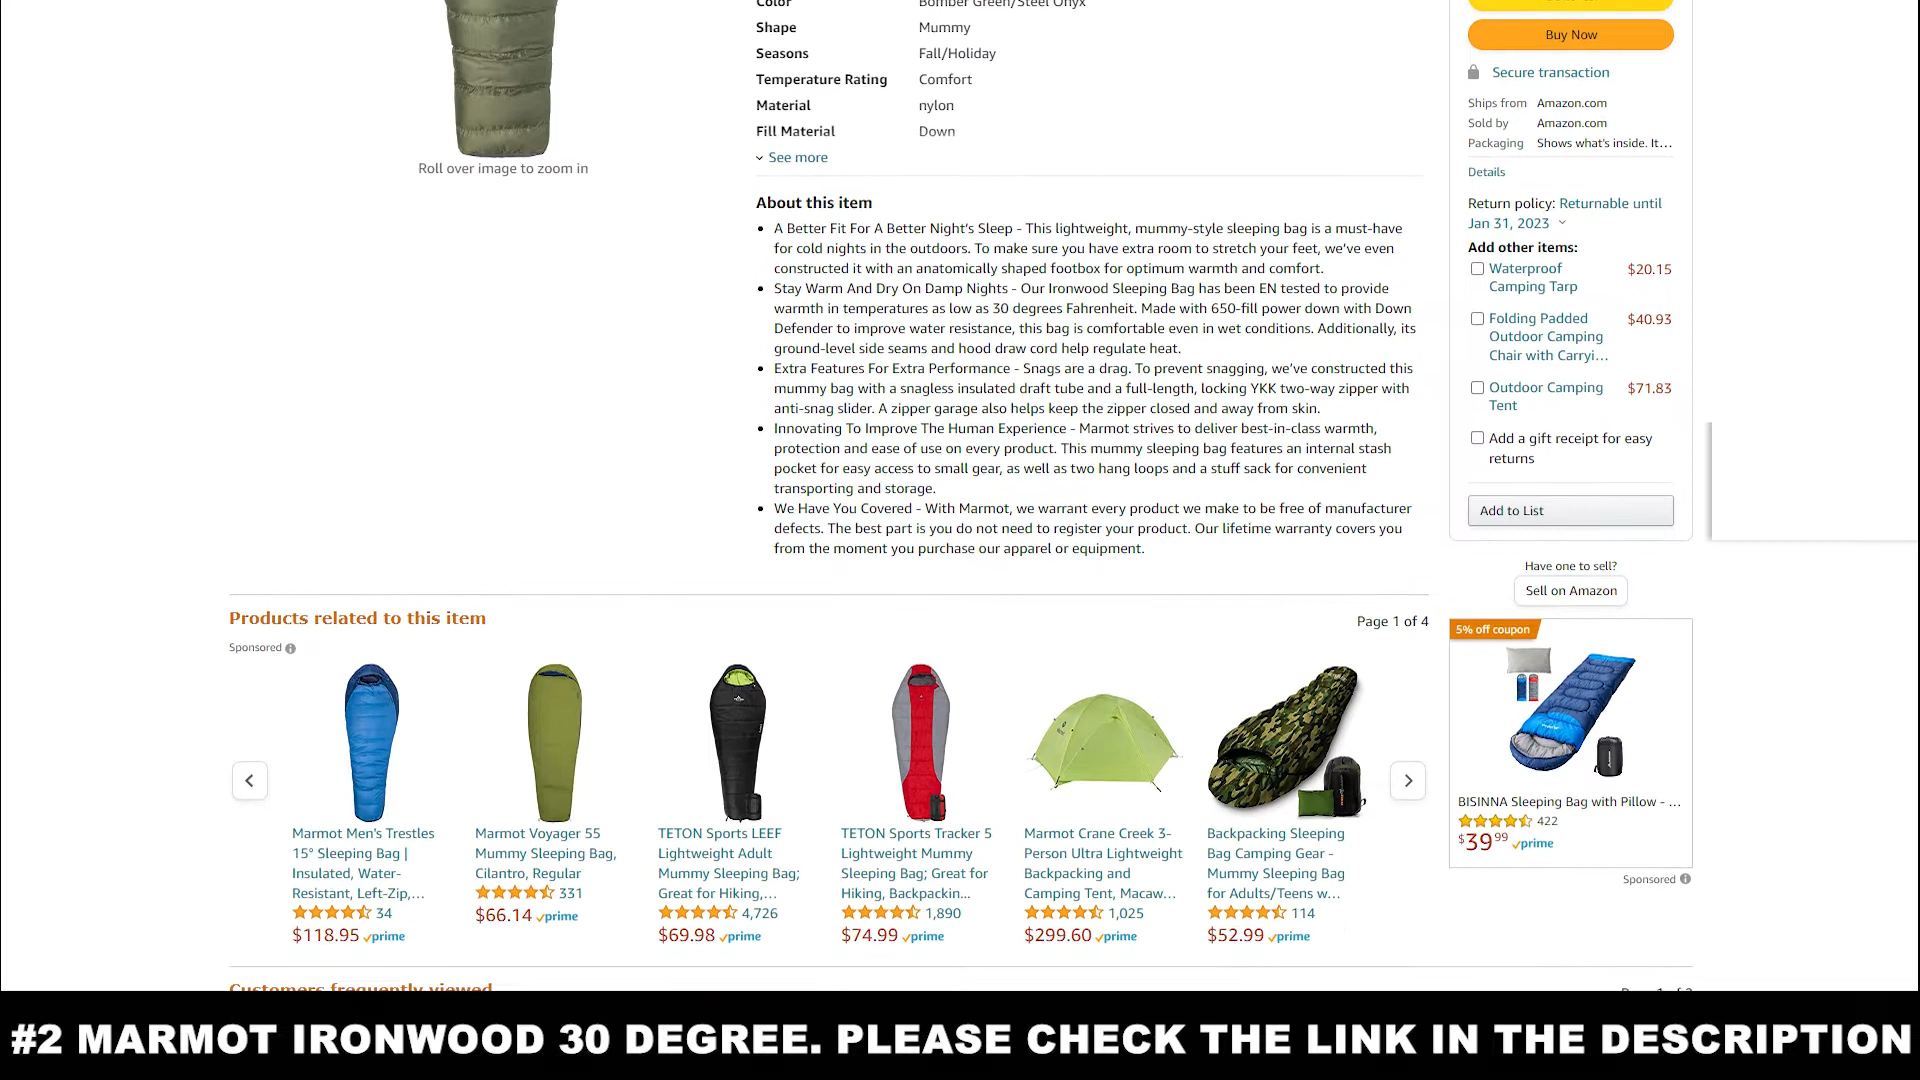 Color Bomber Green/Steel Onyx
Shape Mummy
Seasons Fall/Holiday
Temperature Rating Comfort
Material nylon
Fill Material Down
See more
Roll over image to zoom in
About this item
A Better Fit For A Better Night's Sleep - This lightweight, mummy-style sleeping bag is a must-have
for cold nights in the outdoors. To make sure you have extra room to stretch your feet, we've even
constructed it with an anatomically shaped footbox for optimum warmth and comfort.
Stay Warm And Dry On Damp Nights - Our Ironwood Sleeping Bag has been EN tested to provide
warmth in temperatures as low as 30 degrees Fahrenheit. Made with 650-fill power down with Down
Defender to improve water resistance, this bag is comfortable even in wet conditions. Additionally, its
ground-level side seams and hood draw cord help regulate heat.
Extra Features For Extra Performance - Snags are a drag. To prevent snagging, we've constructed this
mummy bag with a snagless insulated draft tube and a full-length, locking YKK two-way zipper with
anti-snag slider. A zipper garage also helps keep the zipper closed and away from skin.
Innovating To Improve The Human Experience - Marmot strives to deliver best-in-class warmth,
protection and ease of use on every product. This mummy sleeping bag features an internal stash
pocket for easy access to small gear, as well as two hang loops and a stuff sack for convenient
transporting and storage.
We Have You Covered - With Marmot, we warrant every product we make to be free of manufacturer
defects. The best part is you do not need to register your product. Our lifetime warranty covers you
from the moment you purchase our apparel or equipment.
Buy Now
Secure transaction
Ships from Amazon.com
Sold by Amazon.com
Packaging Shows what's inside. It...
Details
Return policy: Returnable until
Jan 31, 2023
Add other items:
Waterproof $20.15
Camping Tarp
Folding Padded $40.93
Outdoor Camping
Chair with Carryi...
Outdoor Camping $71.83
Tent
Add a gift receipt for easy
returns
Add to List
Have one to sell?
Sell on Amazon
Products related to this item
Page 1 of 4
Sponsored
Marmot Men's Trestles
15° Sleeping Bag |
Insulated, Water-
Resistant, Left-Zip,...
34
$118.95 prime
Marmot Voyager 55
Mummy Sleeping Bag,
Cilantro, Regular
331
$66.14 prime
TETON Sports LEEF
Lightweight Adult
Mummy Sleeping Bag;
Great for Hiking,...
4,726
$69.98 prime
TETON Sports Tracker 5
Lightweight Mummy
Sleeping Bag; Great for
Hiking, Backpackin...
1,890
$74.99 prime
Marmot Crane Creek 3-
Person Ultra Lightweight
Backpacking and
Camping Tent, Macaw...
1,025
$299.60 prime
Backpacking Sleeping
Bag Camping Gear -
Mummy Sleeping Bag
for Adults/Teens w...
114
$52.99 prime
5% off coupon
BISINNA Sleeping Bag with Pillow - ...
422
$39.99 prime
Sponsored
Customers frequently viewed
#2 MARMOT IRONWOOD 30 DEGREE. PLEASE CHECK THE LINK IN THE DESCRIPTION